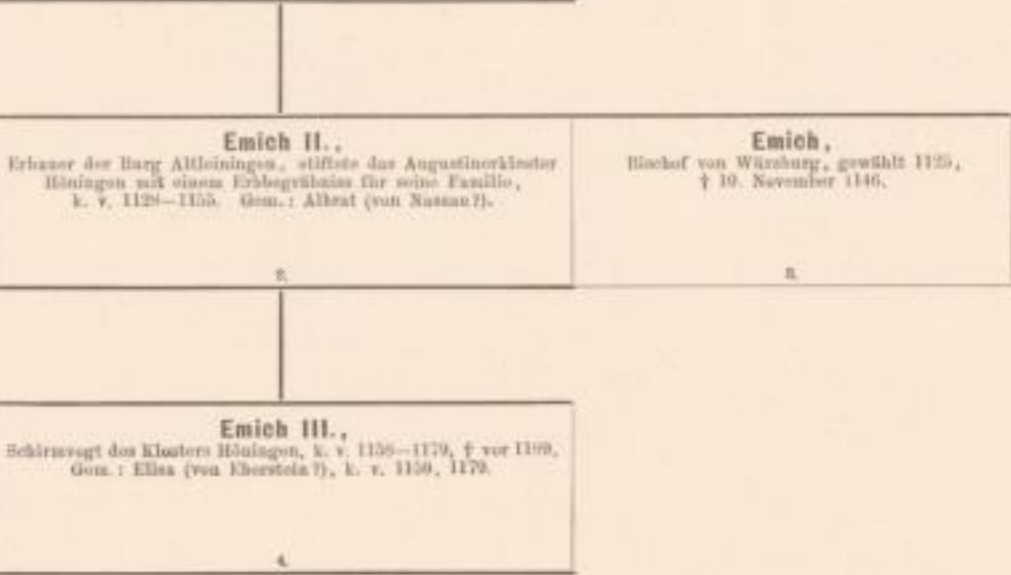 Emich II.,
Erbauer der Burg Altleiningen, stiftete das Augustinerkloster
Höningen mit einem Erbbegräbniss für seine Familie,
k. v. 1128—1155. Gem.: Albrat (von Nassau?).
2.
Emich,
Bischof von Würzburg, gewählt 1125,
† 10. November 1146.
3.
Emich III.,
Schirmvogt des Klosters Höningen, k. v. 1158—1179, † vor 1189,
Gem.: Elisa (von Eberstein?), k. v. 1159, 1179.
4.